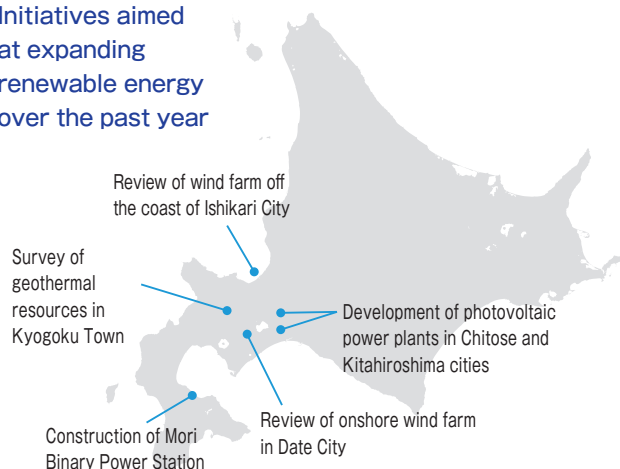 Initiatives aimed
at expanding
renewable energy
over the past year
Review of wind farm off
the coast of Ishikari City
Survey of
geothermal
resources in
Kyogoku Town
Development of photovoltaic
power plants in Chitose and
Kitahiroshima cities
Review of onshore wind farm
in Date City
Construction of Mori
Binary Power Station